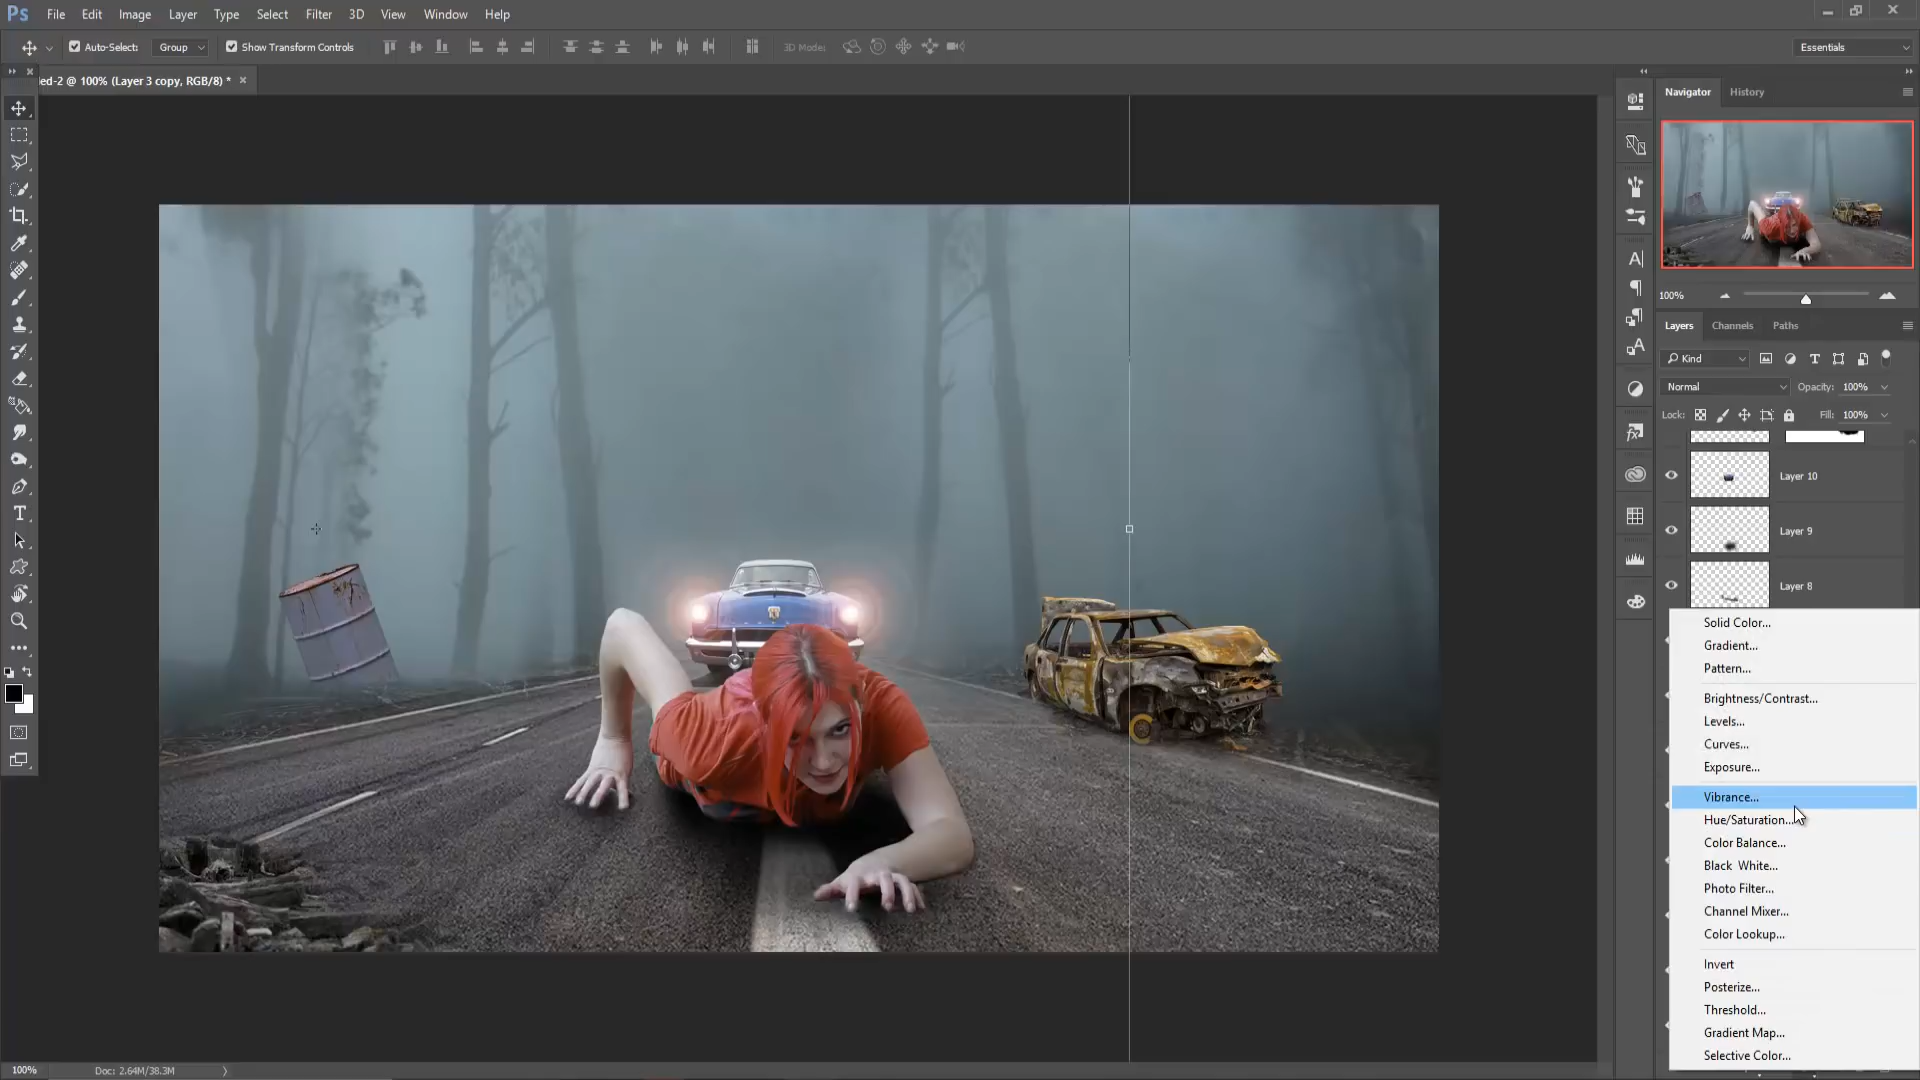 Ps File Edit Image Layer Type Select Filter 3D View Window Help
Auto-Select: Group Show Transform Controls 3D Mode: Essentials
ed-2 @ 100% (Layer 3 copy, RGB/8) *
Navigator History
100%
Layers Channels Paths
Kind
Normal Opacity: 100%
Lock: Fill: 100%
Layer 10
Layer 9
Layer 8
Solid Color...
Gradient...
Pattern...
Brightness/Contrast...
Levels...
Curves...
Exposure...
Vibrance...
Hue/Saturation...
Color Balance...
Black White...
Photo Filter...
Channel Mixer...
Color Lookup...
Invert
Posterize...
Threshold...
Gradient Map...
Selective Color...
100% Doc: 2.64M/38.3M